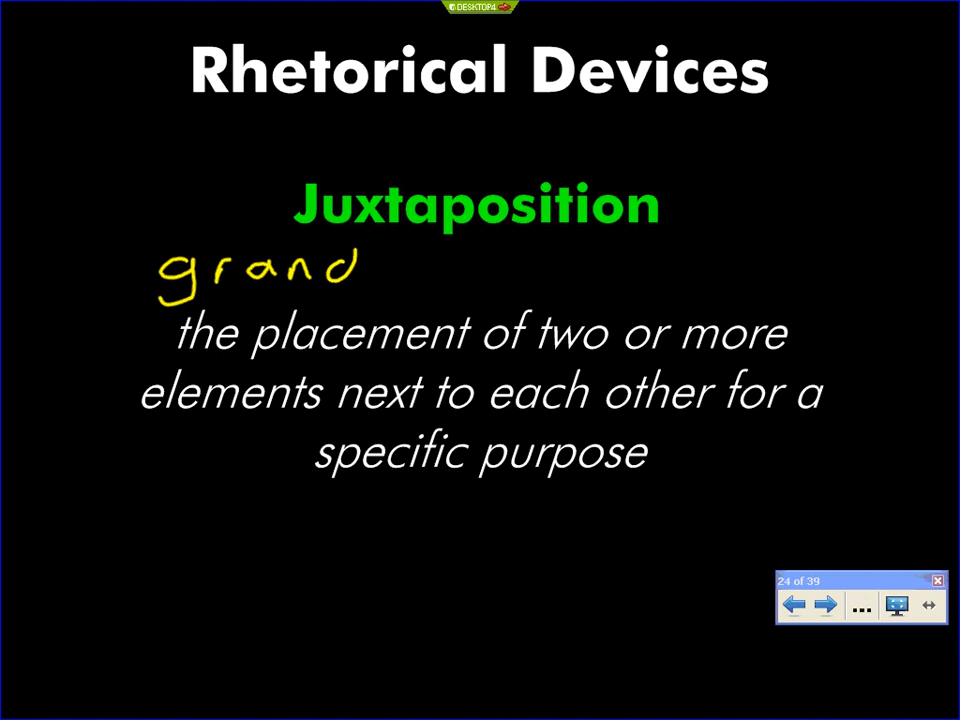 DESKTOP4
Rhetorical Devices
Juxtaposition
grand
the placement of two or more
elements next to each other for a
specific purpose
24 of 39
...